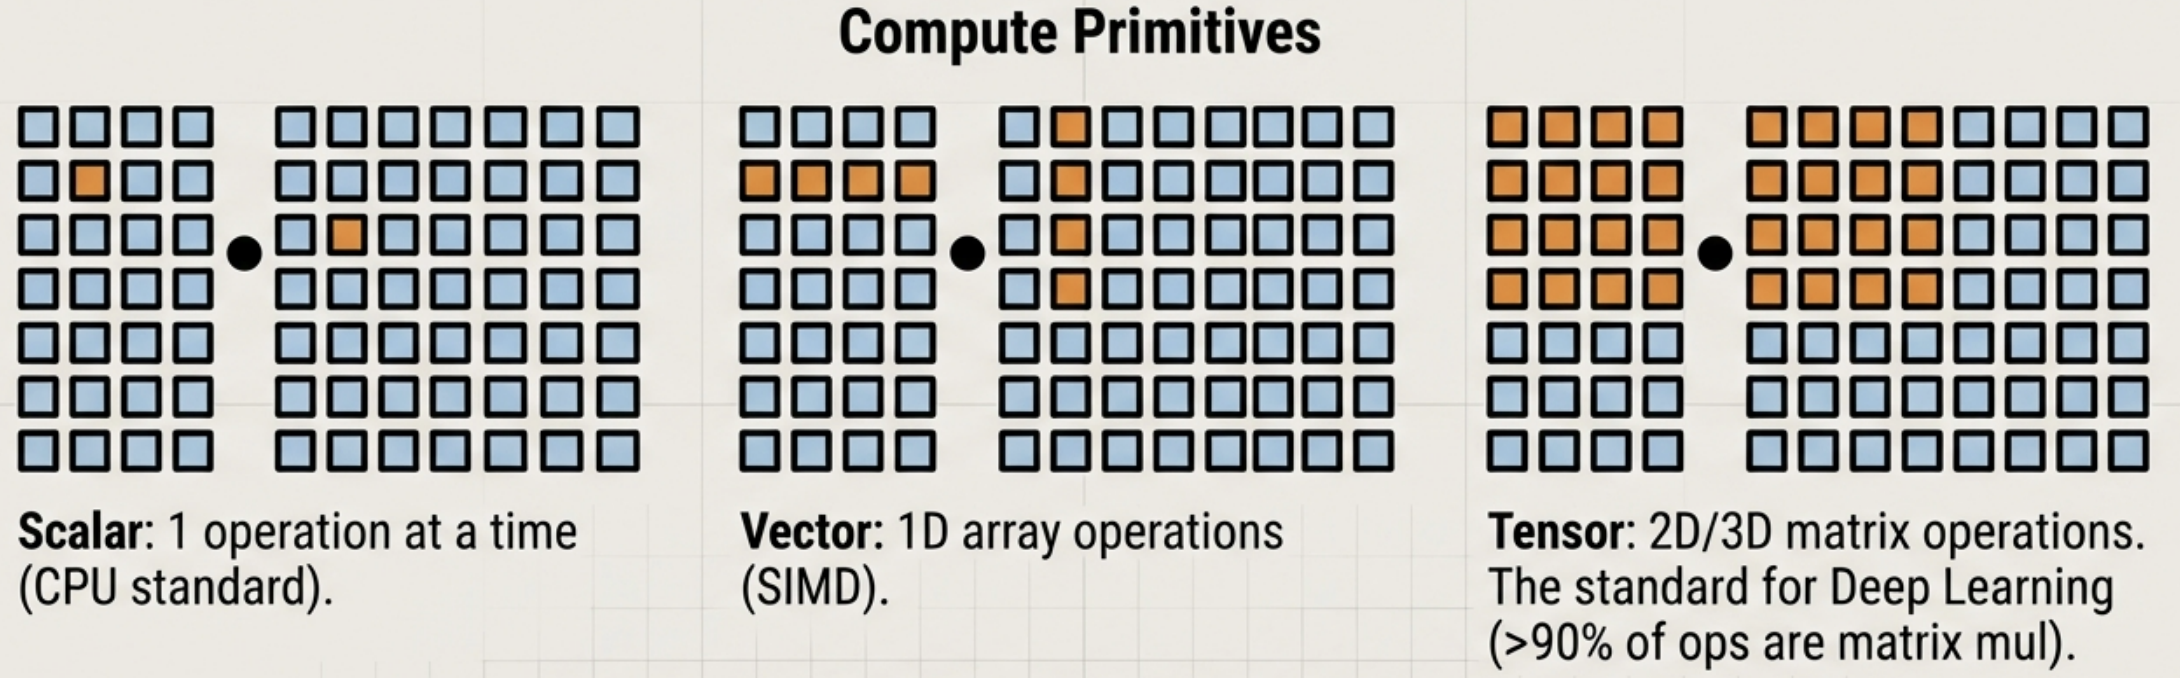 Compute Primitives
Scalar: 1 operation at a time
(CPU standard).
Vector: 1D array operations
(SIMD).
Tensor: 2D/3D matrix operations.
The standard for Deep Learning
(>90% of ops are matrix mul).